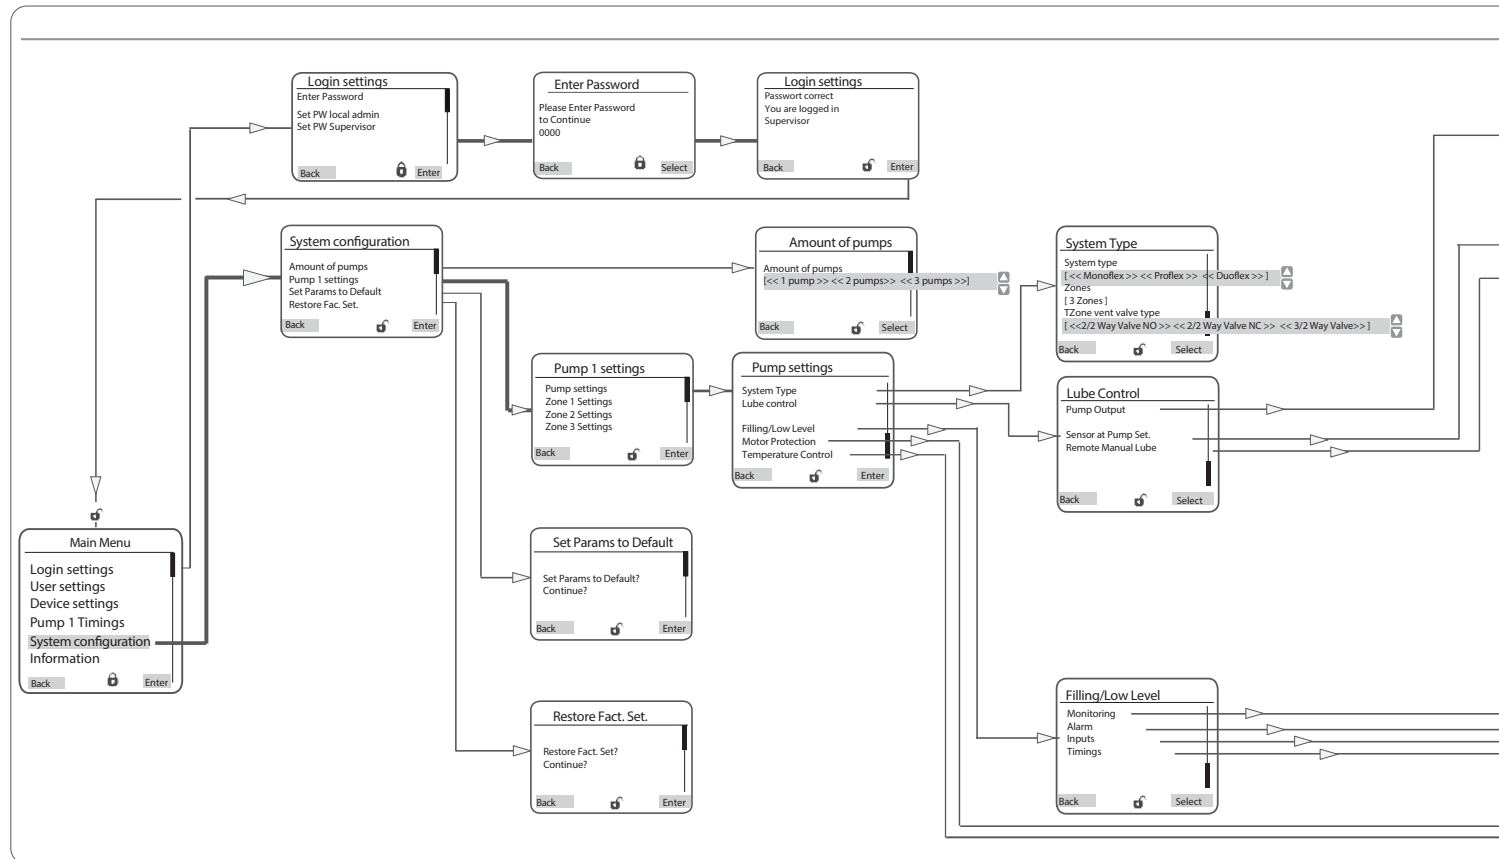 Login settings
Enter Password
Set PW local admin
Set PW Supervisor
Back
Enter
Enter Password
Please Enter Password
to Continue
0000
Back
Select
Login settings
Passwort correct
You are logged in
Supervisor
Back
Enter
System configuration
Amount of pumps
Pump 1 settings
Set Params to Default
Restore Fac. Set.
Back
Enter
Amount of pumps
Amount of pumps
[<< 1 pump >> << 2 pumps>> << 3 pumps >>]
Back
Select
System Type
System type
[ << Monoflex >> << Proflex >> << Duoflex >> ]
Zones
[ 3 Zones ]
TZone vent valve type
[ <<2/2 Way Valve NO >> << 2/2 Way Valve NC >> << 3/2 Way Valve>> ]
Back
Select
Pump 1 settings
Pump settings
Zone 1 Settings
Zone 2 Settings
Zone 3 Settings
Back
Enter
Pump settings
System Type
Lube control
Filling/Low Level
Motor Protection
Temperature Control
Back
Enter
Lube Control
Pump Output
Sensor at Pump Set.
Remote Manual Lube
Back
Select
Main Menu
Login settings
User settings
Device settings
Pump 1 Timings
System configuration
Information
Back
Enter
Set Params to Default
Set Params to Default?
Continue?
Back
Enter
Restore Fact. Set.
Restore Fact. Set?
Continue?
Back
Enter
Filling/Low Level
Monitoring
Alarm
Inputs
Timings
Back
Select